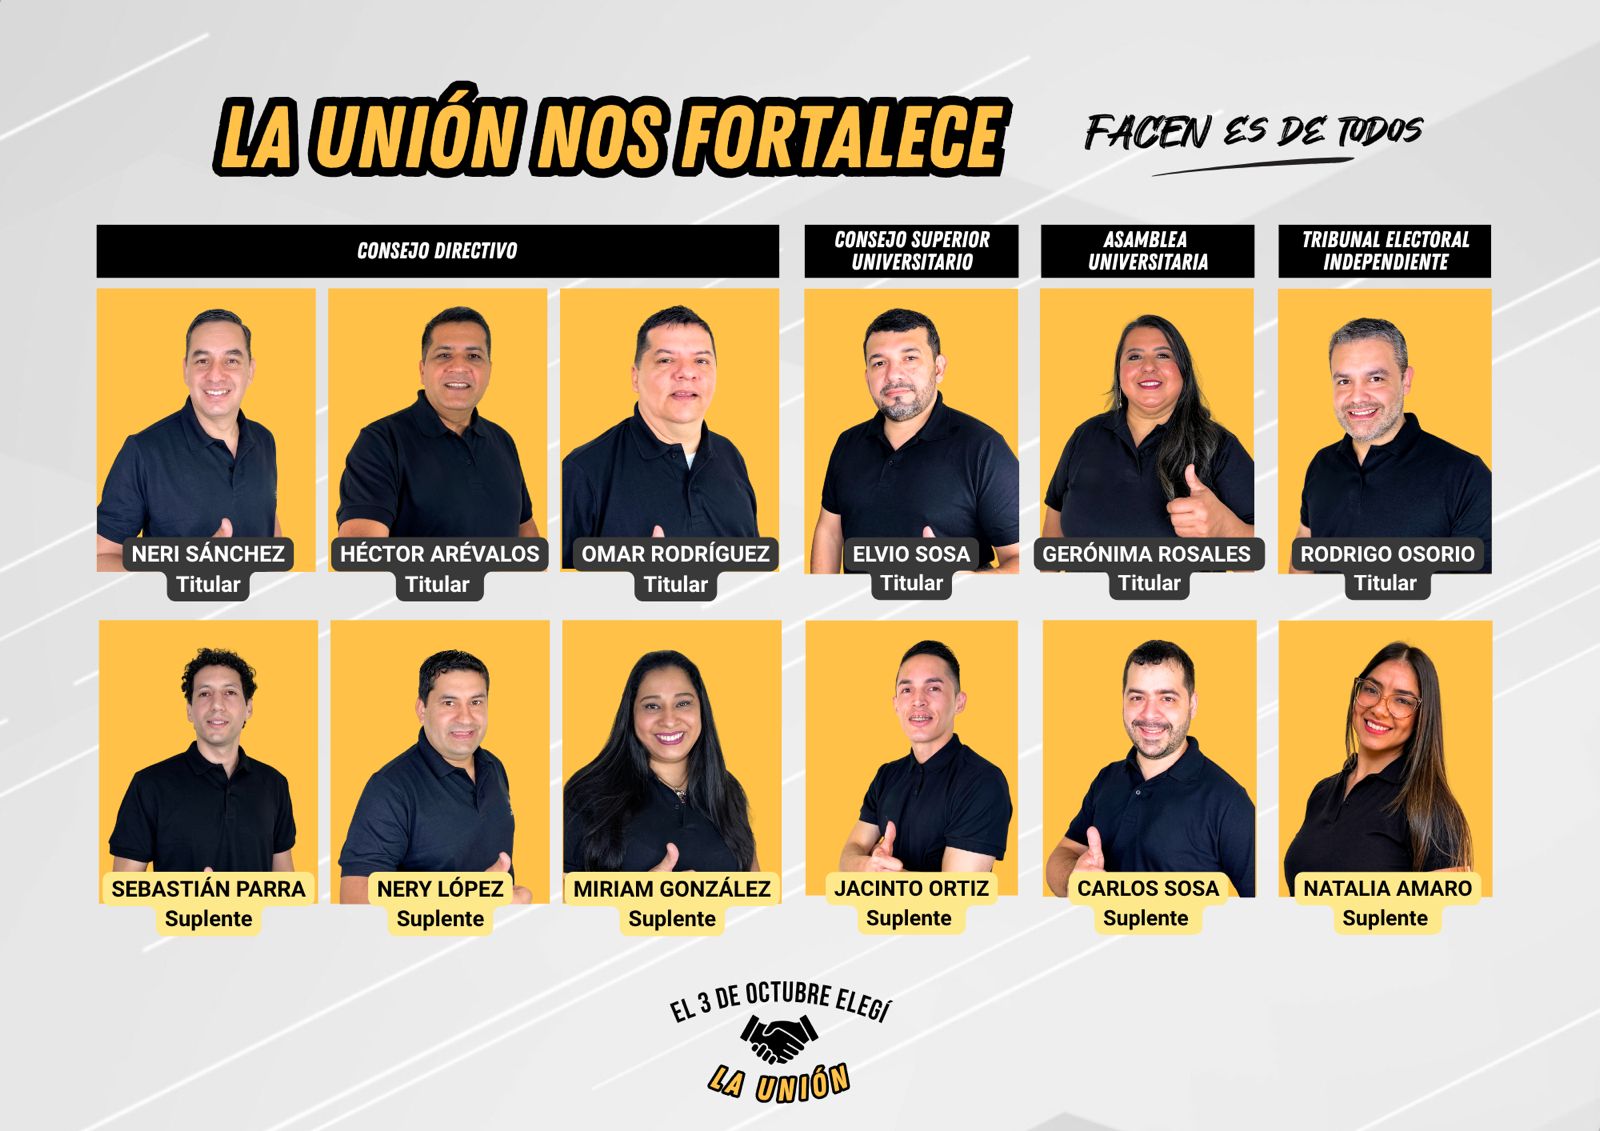 LA UNIÓN NOS FORTALECE
FACEN ES DE TODOS
CONSEJO DIRECTIVO
CONSEJO SUPERIOR
UNIVERSITARIO
ASAMBLEA
UNIVERSITARIA
TRIBUNAL ELECTORAL
INDEPENDIENTE
NERI SÁNCHEZ
Titular
HÉCTOR ARÉVALOS
Titular
OMAR RODRÍGUEZ
Titular
ELVIO SOSA
Titular
GERÓNIMA ROSALES
Titular
RODRIGO OSORIO
Titular
SEBASTIÁN PARRA
Suplente
NERY LÓPEZ
Suplente
MIRIAM GONZÁLEZ
Suplente
JACINTO ORTIZ
Suplente
CARLOS SOSA
Suplente
NATALIA AMARO
Suplente
EL 3 DE OCTUBRE ELEGÍ
LA UNIÓN